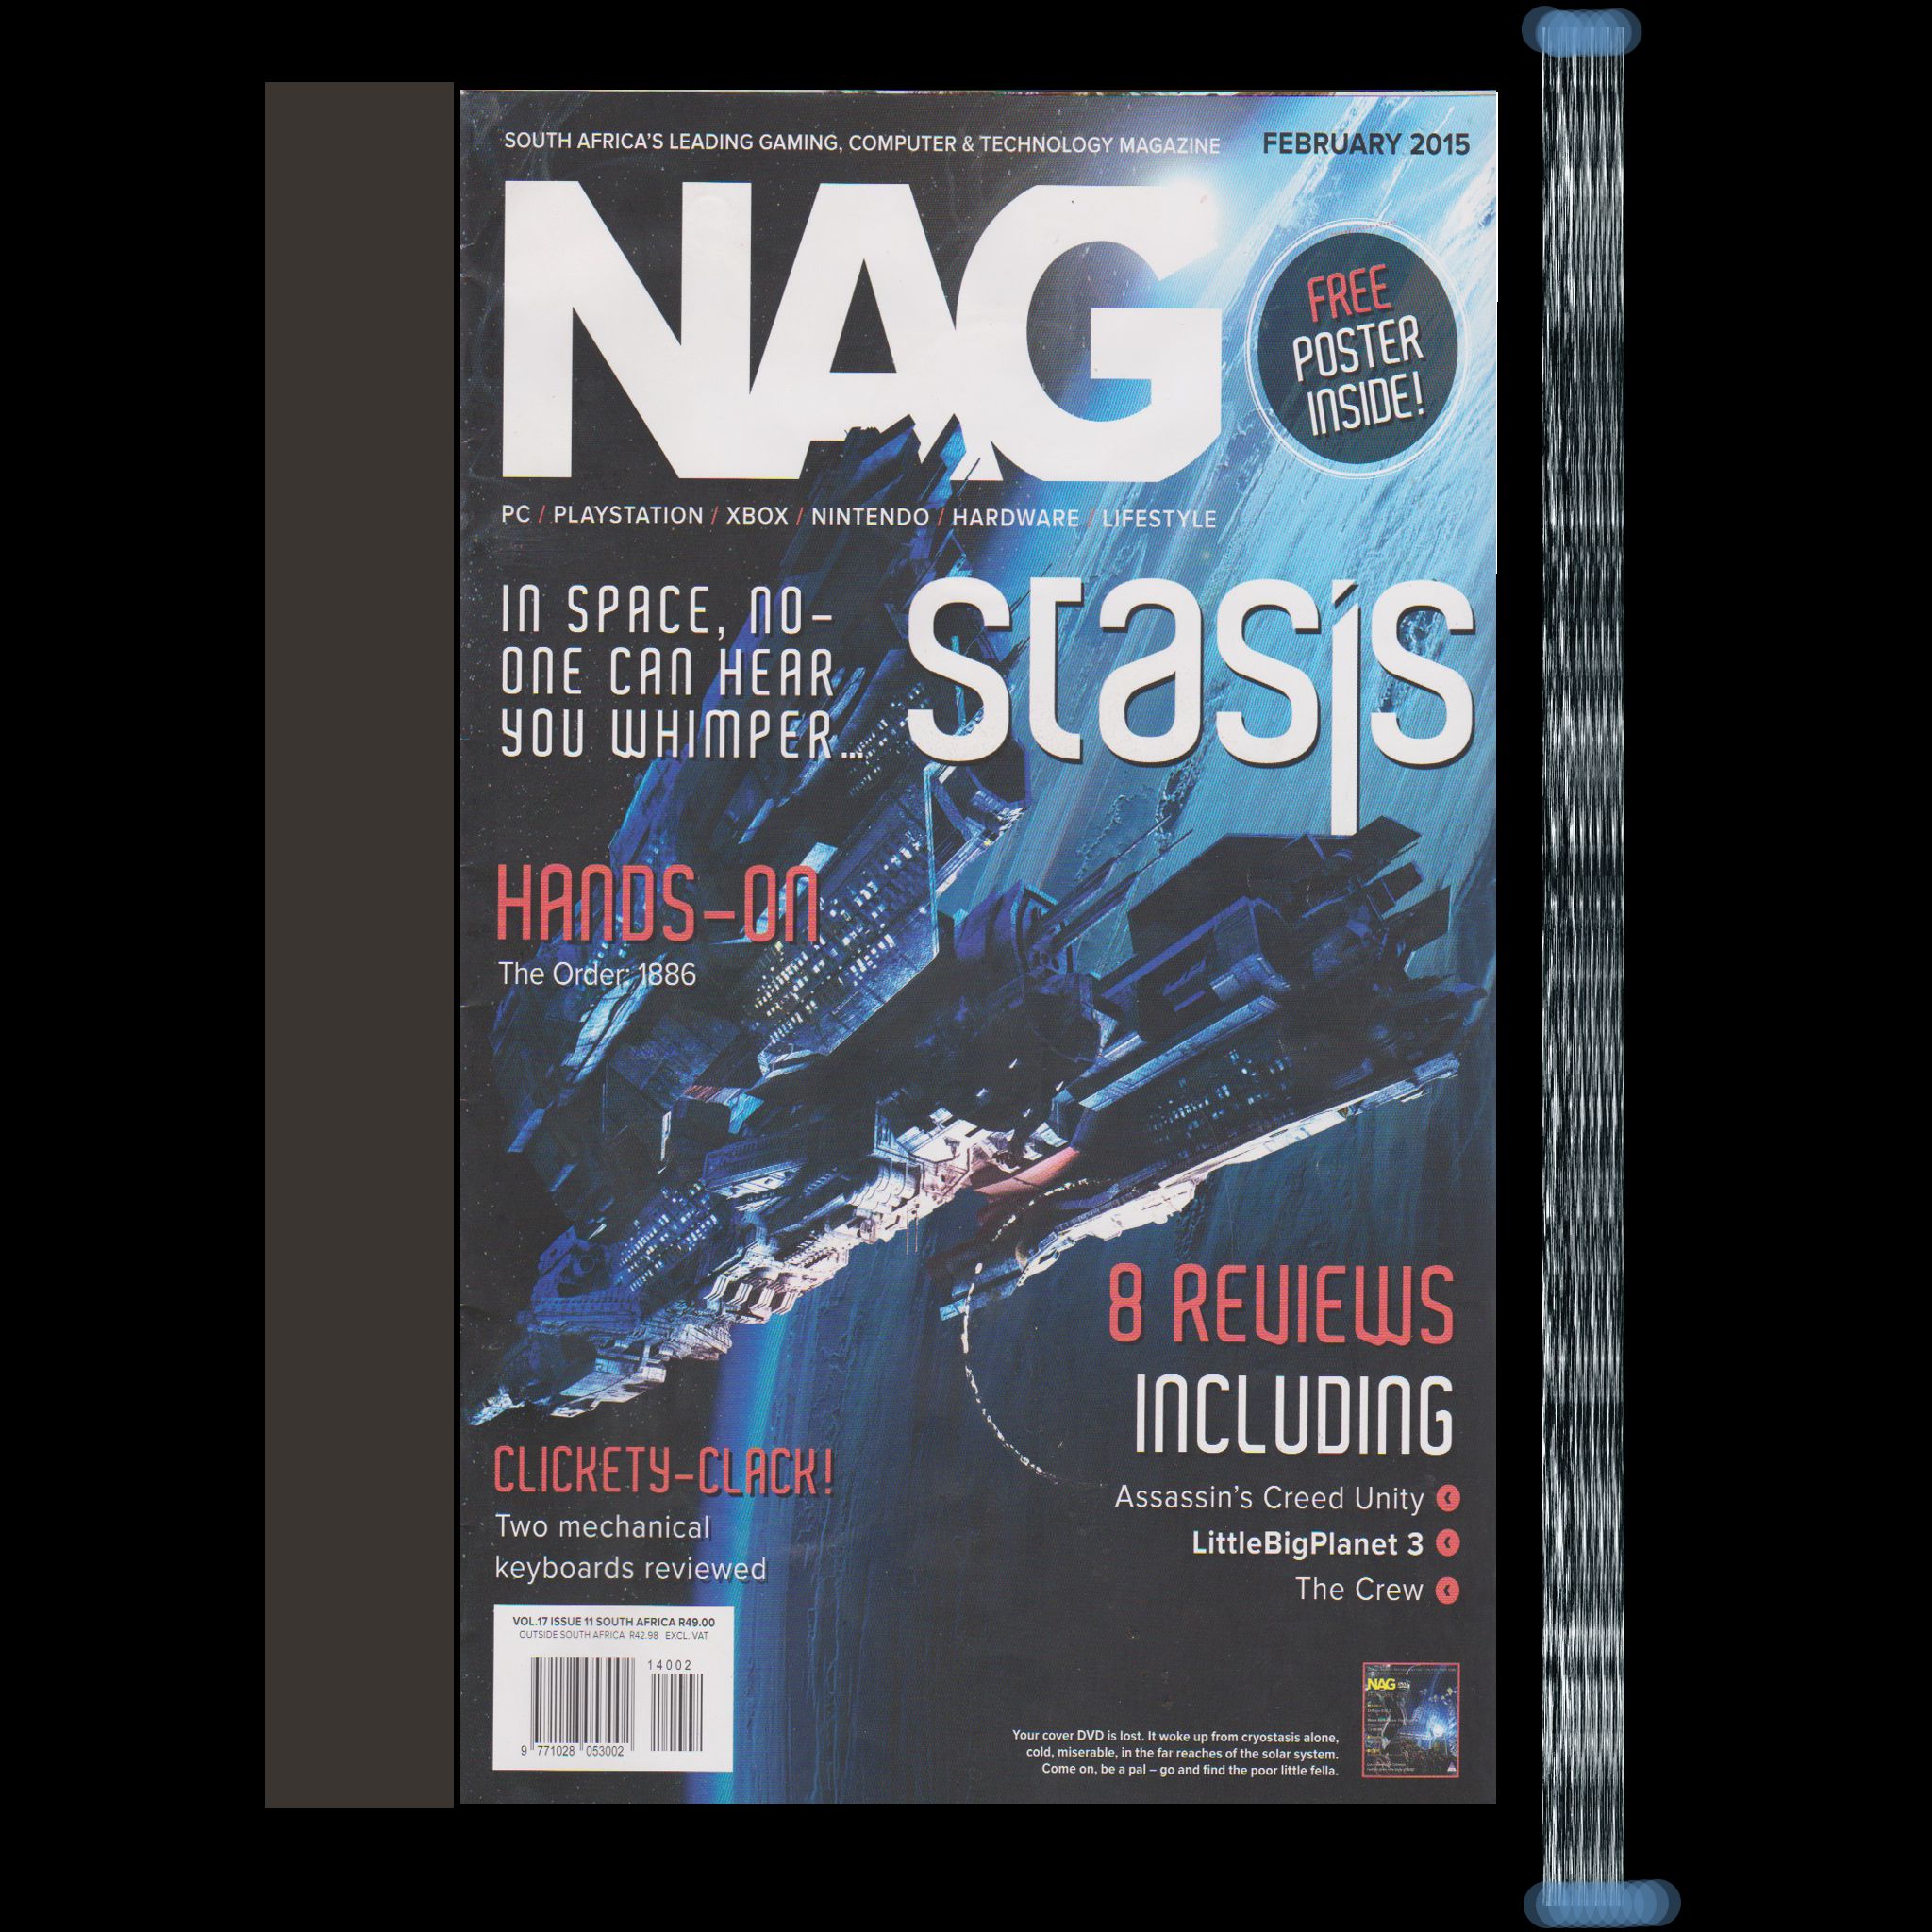 SOUTH AFRICA'S LEADING GAMING, COMPUTER & TECHNOLOGY MAGAZINE
FEBRUARY 2015
NAG
FREE
POSTER
INSIDE!
PC / PLAYSTATION / XBOX / NINTENDO / HARDWARE / LIFESTYLE
IN SPACE, NO-
ONE CAN HEAR
YOU WHIMPER...
stasis
HANDS-ON
The Order: 1886
8 REVIEWS
INCLUDING
Assassin's Creed Unity
LittleBigPlanet 3
The Crew
CLICKETY-CLACK!
Two mechanical
keyboards reviewed
VOL.17 ISSUE 11 SOUTH AFRICA R49.00
OUTSIDE SOUTH AFRICA R42.98 EXCL. VAT
14002
9 771028 053002
Your cover DVD is lost. It woke up from cryostasis alone,
cold, miserable, in the far reaches of the solar system.
Come on, be a pal – go and find the poor little fella.
NAG